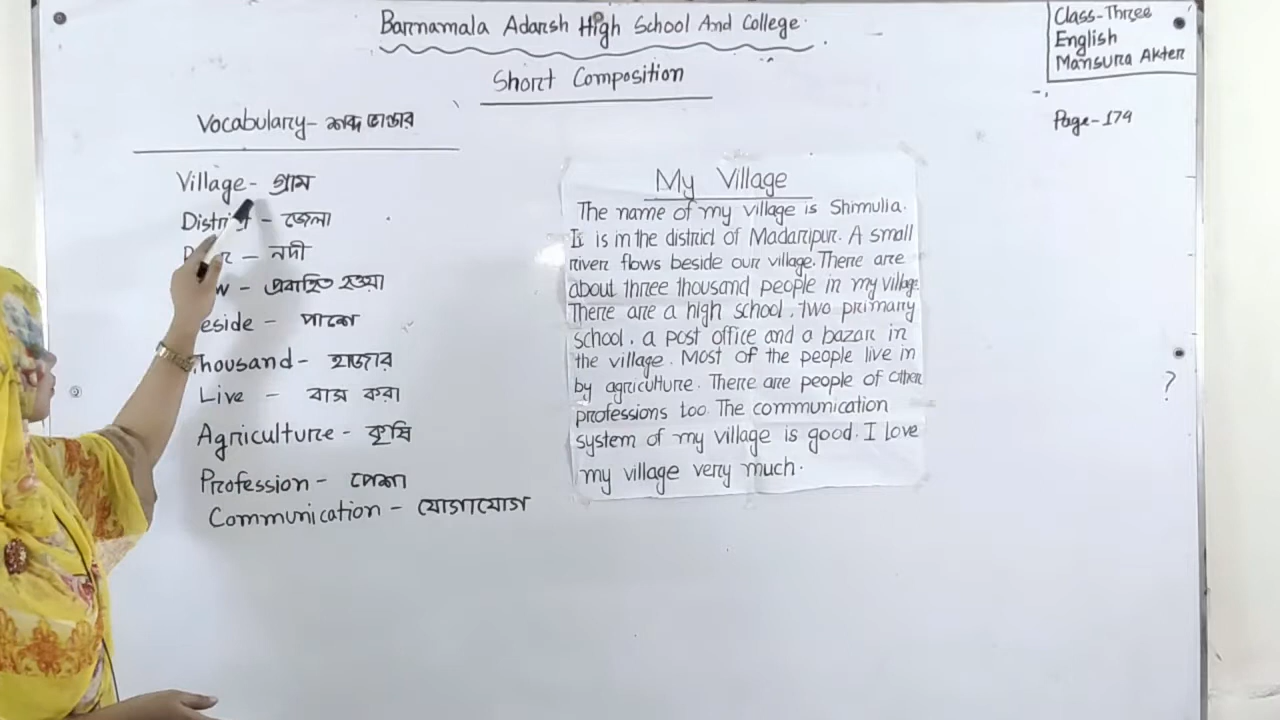 Barnamala Adarsh High School And College
Short Composition
Class-Three
English
Mansura Akter
Page-179
Vocabulary- শব্দ ভান্ডার
Village- গ্রাম
District - জেলা
- নদী
- প্রবাহিত হওয়া
eside - পাশে
housand - হাজার
Live - বাস করা
Agriculture - কৃষি
Profession - পেশা
Communication - যোগাযোগ
My Village
The name of my village is Shimulia.
It is in the district of Madaripur. A small
river flows beside our village. There are
about three thousand people in my village.
There are a high school, two primary
school, a post office and a bazar in
the village. Most of the people live in
by agriculture. There are people of other
professions too. The communication
system of my village is good. I love
my village very much.
?